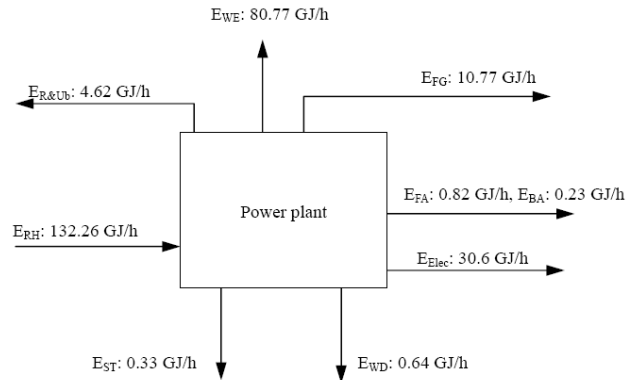 E_WE: 80.77 GJ/h
E_R&Ub: 4.62 GJ/h
E_FG: 10.77 GJ/h
Power plant
E_FA: 0.82 GJ/h, E_BA: 0.23 GJ/h
E_RH: 132.26 GJ/h
E_Elec: 30.6 GJ/h
E_ST: 0.33 GJ/h
E_WD: 0.64 GJ/h